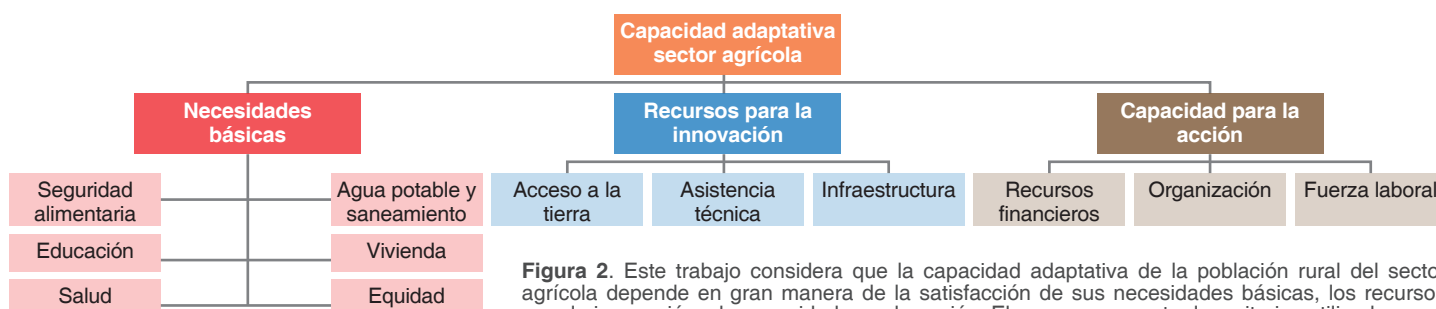 Capacidad adaptativa
sector agrícola
Necesidades
básicas
Recursos para la
innovación
Capacidad para la
acción
Seguridad
alimentaria
Agua potable y
saneamiento
Educación
Vivienda
Salud
Equidad
Acceso a la
tierra
Asistencia
técnica
Infraestructura
Recursos
financieros
Organización
Fuerza laboral
Figura 2. Este trabajo considera que la capacidad adaptativa de la población rural del secto
agrícola depende en gran manera de la satisfacción de sus necesidades básicas, los recurso